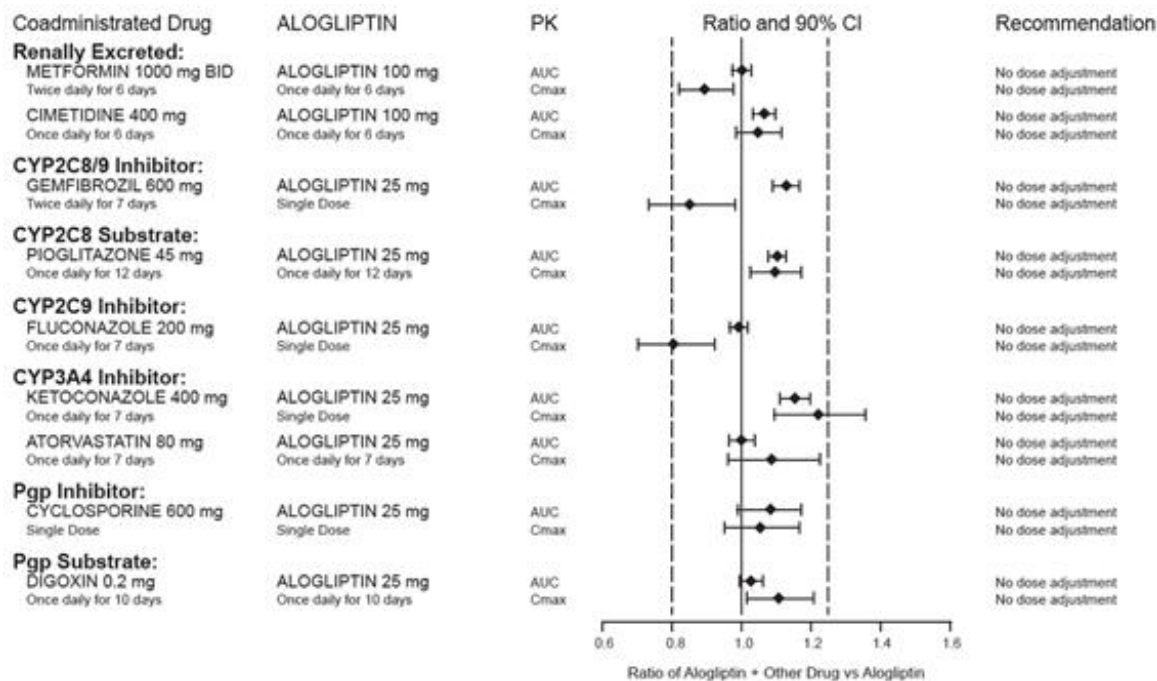 Coadministrated Drug ALOGLIPTIN PK Ratio and 90% CI Recommendation
Renally Excreted:
METFORMIN 1000 mg BID ALOGLIPTIN 100 mg AUC No dose adjustment
Twice daily for 6 days Once daily for 6 days Cmax No dose adjustment
CIMETIDINE 400 mg ALOGLIPTIN 100 mg AUC No dose adjustment
Once daily for 6 days Once daily for 6 days Cmax No dose adjustment
CYP2C8/9 Inhibitor:
GEMFIBROZIL 600 mg ALOGLIPTIN 25 mg AUC No dose adjustment
Twice daily for 7 days Single Dose Cmax No dose adjustment
CYP2C8 Substrate:
PIOGLITAZONE 45 mg ALOGLIPTIN 25 mg AUC No dose adjustment
Once daily for 12 days Once daily for 12 days Cmax No dose adjustment
CYP2C9 Inhibitor:
FLUCONAZOLE 200 mg ALOGLIPTIN 25 mg AUC No dose adjustment
Once daily for 7 days Single Dose Cmax No dose adjustment
CYP3A4 Inhibitor:
KETOCONAZOLE 400 mg ALOGLIPTIN 25 mg AUC No dose adjustment
Once daily for 7 days Single Dose Cmax No dose adjustment
ATORVASTATIN 80 mg ALOGLIPTIN 25 mg AUC No dose adjustment
Once daily for 7 days Once daily for 7 days Cmax No dose adjustment
Pgp Inhibitor:
CYCLOSPORINE 600 mg ALOGLIPTIN 25 mg AUC No dose adjustment
Single Dose Single Dose Cmax No dose adjustment
Pgp Substrate:
DIGOXIN 0.2 mg ALOGLIPTIN 25 mg AUC No dose adjustment
Once daily for 10 days Once daily for 10 days Cmax No dose adjustment
0.6 0.8 1.0 1.2 1.4 1.6
Ratio of Alogliptin + Other Drug vs Alogliptin